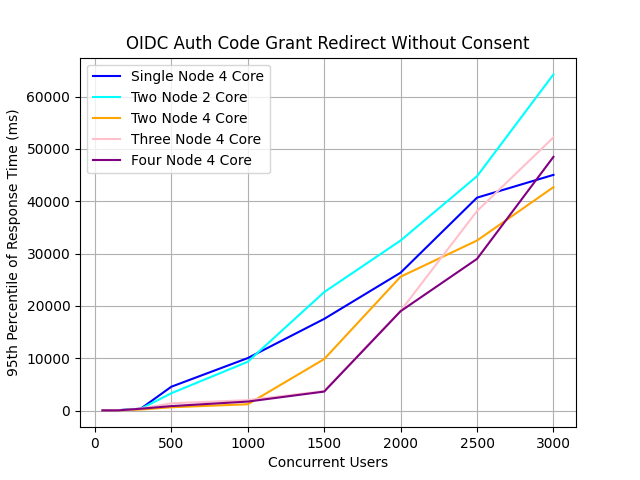 OIDC Auth Code Grant Redirect Without Consent
Single Node 4 Core
Two Node 2 Core
Two Node 4 Core
Three Node 4 Core
Four Node 4 Core
95th Percentile of Response Time (ms)
60000
50000
40000
30000
20000
10000
0
0 500 1000 1500 2000 2500 3000
Concurrent Users